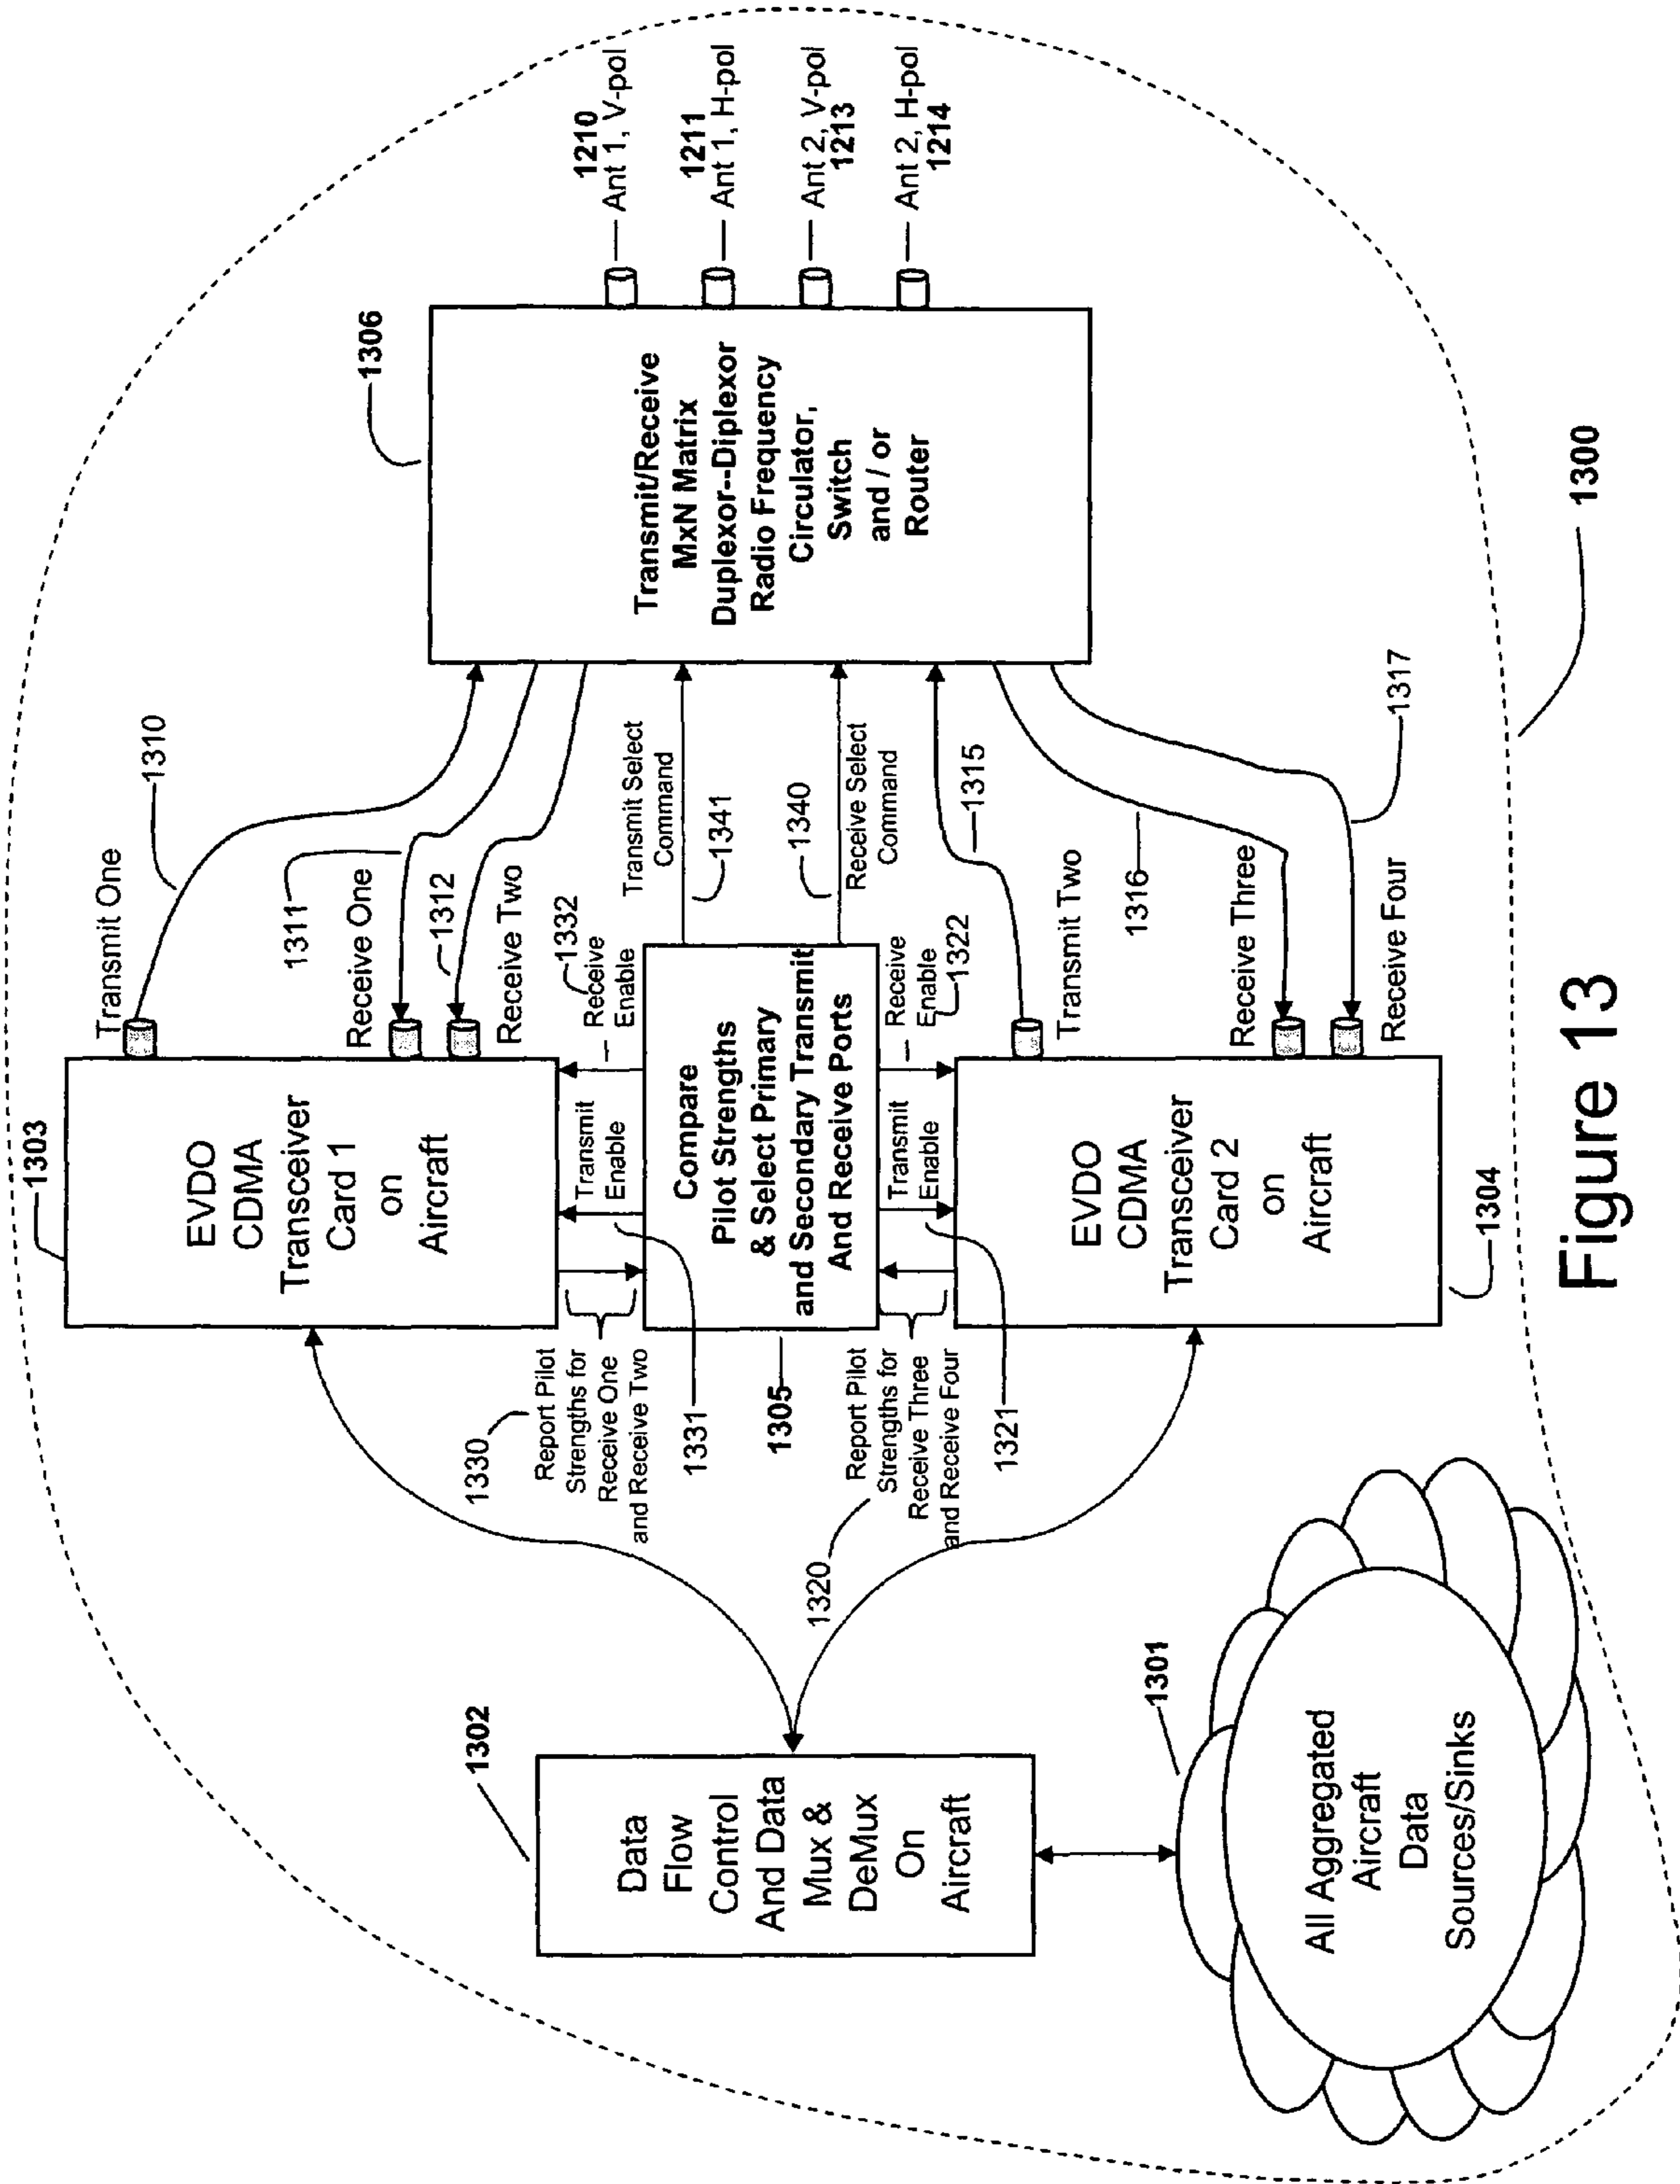 1303
EVDO
CDMA
Transceiver
Card 1
on
Aircraft
Transmit One
1310
1311
Receive One
1312
Receive Two
1306
Transmit/Receive
MxN Matrix
Duplexor--Diplexor
Radio Frequency
Circulator,
Switch
and / or
Router
1210
Ant 1, V-pol
1211
Ant 1, H-pol
Ant 2, V-pol
1213
Ant 2, H-pol
1214
1302
Data
Flow
Control
And Data
Mux &
DeMux
On
Aircraft
1330
Report Pilot
Strengths for
Receive One
and Receive Two
1331
Transmit
Enable
1332
Receive
Enable
Compare
Pilot Strengths
& Select Primary
and Secondary Transmit
And Receive Ports
1305
Transmit Select
Command
1341
1340
Receive Select
Command
1320
Report Pilot
Strengths for
Receive Three
and Receive Four
1321
Transmit
Enable
Receive
Enable
1322
1315
Transmit Two
1316
Receive Three
1317
Receive Four
EVDO
CDMA
Transceiver
Card 2
on
Aircraft
1304
1301
All Aggregated
Aircraft
Data
Sources/Sinks
1300
Figure 13